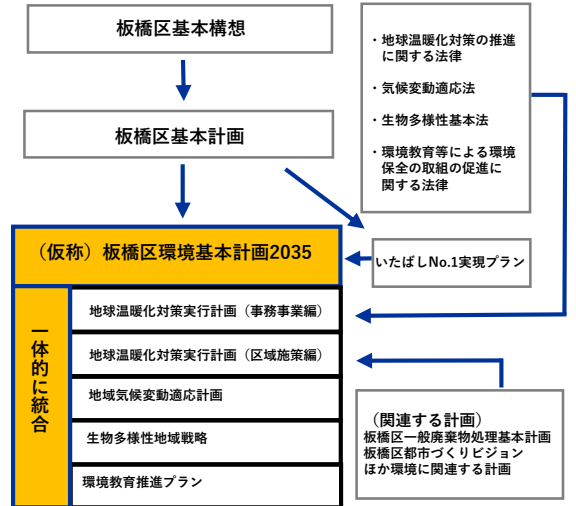 板橋区基本構想
板橋区基本計画
・地球温暖化対策の推進
に関する法律
・気候変動適応法
・生物多様性基本法
・環境教育等による環境
保全の取組の促進に
関する法律
(仮称)板橋区環境基本計画2035
いたばしNo.1実現プラン
一体的に統合
地球温暖化対策実行計画(事務事業編)
地球温暖化対策実行計画(区域施策編)
地域気候変動適応計画
生物多様性地域戦略
環境教育推進プラン
(関連する計画)
板橋区一般廃棄物処理基本計画
板橋区都市づくりビジョン
ほか環境に関連する計画